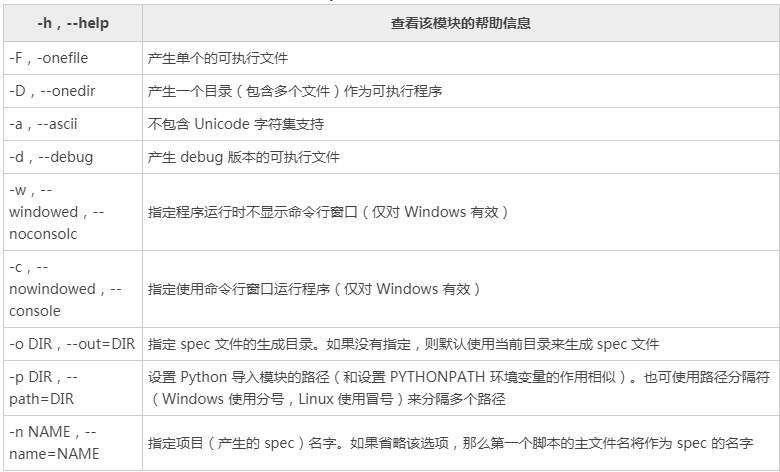 -h，--help
查看该模块的帮助信息
-F，-onefile
产生单个的可执行文件
-D，--onedir
产生一个目录（包含多个文件）作为可执行程序
-a，--ascii
不包含 Unicode 字符集支持
-d，--debug
产生 debug 版本的可执行文件
-w，--
windowed，--
noconsolc
指定程序运行时不显示命令行窗口（仅对 Windows 有效）
-c，--
nowindowed，--
console
指定使用命令行窗口运行程序（仅对 Windows 有效）
-o DIR，--out=DIR
指定 spec 文件的生成目录。如果没有指定，则默认使用当前目录来生成 spec 文件
-p DIR，--
path=DIR
设置 Python 导入模块的路径（和设置 PYTHONPATH 环境变量的作用相似）。也可使用路径分隔符
（Windows 使用分号，Linux 使用冒号）来分隔多个路径
-n NAME，--
name=NAME
指定项目（产生的 spec）名字。如果省略该选项，那么第一个脚本的主文件名将作为 spec 的名字